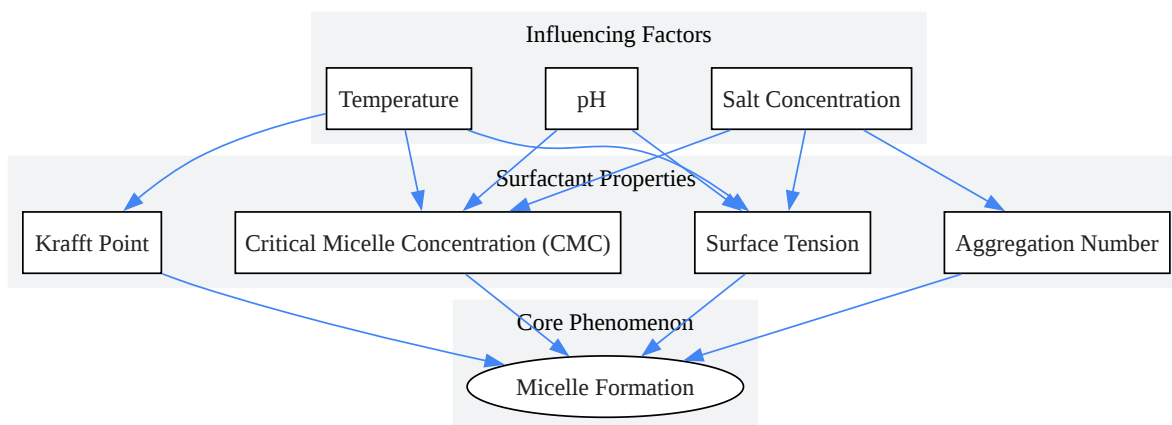 Influencing Factors
Temperature
pH
Salt Concentration
Surfactant Properties
Krafft Point
Critical Micelle Concentration (CMC)
Surface Tension
Aggregation Number
Core Phenomenon
Micelle Formation